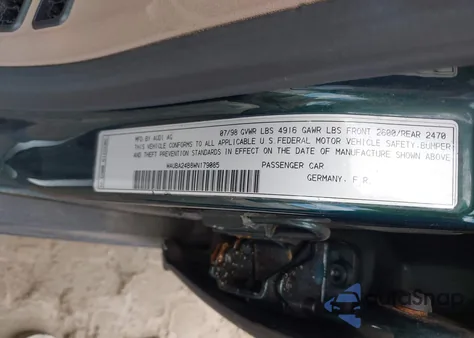 MFD.BY AUDI AG 07/98 GVWR LBS 4916 GAWR LBS FRONT 2600/REAR 2470
THIS VEHICLE CONFORMS TO ALL APPLICABLE U.S.FEDERAL MOTOR VEHICLE SAFETY.BUMPER-
AND THEFT PREVENTION STANDARDS IN EFFECT ON THE DATE OF MANUFACTURE SHOWN ABOVE.
WAUBA24B8WN179085 PASSENGER CAR
GERMANY, F.R.
AutoSnap